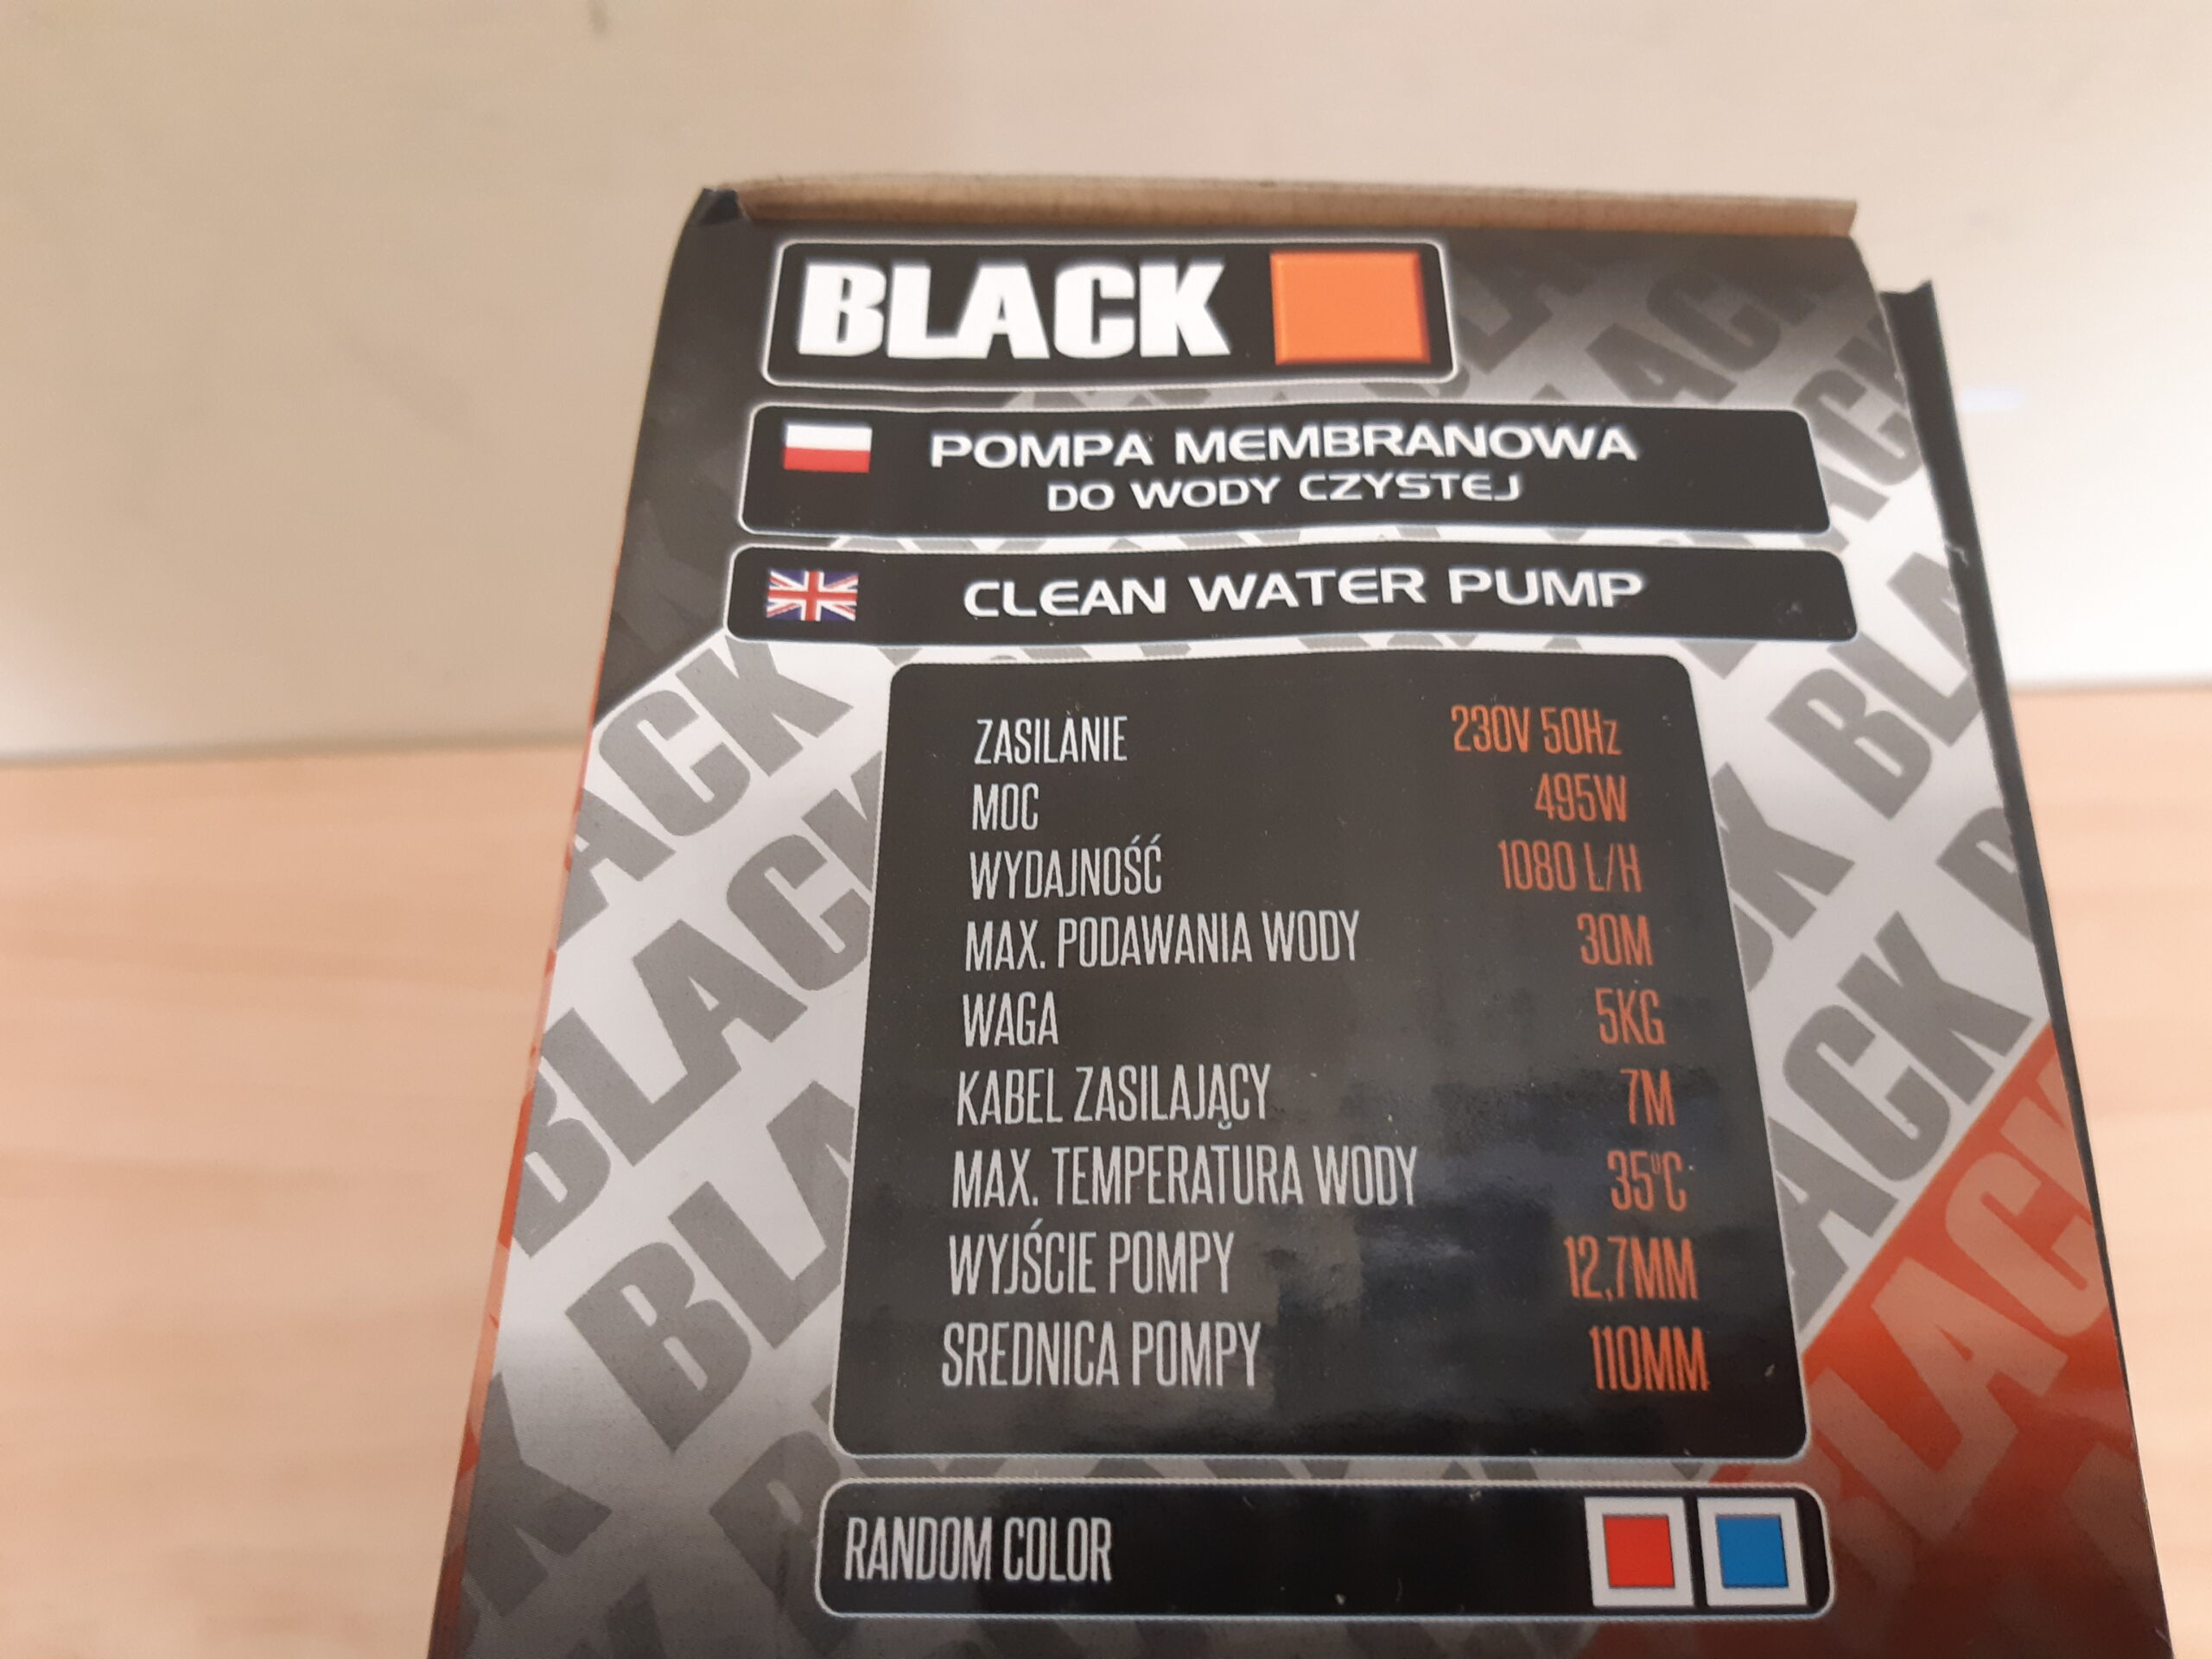 BLACK
POMPA MEMBRANOWA
DO WODY CZYSTEJ
CLEAN WATER PUMP
ZASILANIE 230V 50Hz
MOC 495W
WYDAJNOŚĆ 1080 L/H
MAX. PODAWANIA WODY 30M
WAGA 5KG
KABEL ZASILAJĄCY 7M
MAX. TEMPERATURA WODY 35°C
WYJŚCIE POMPY 12,7MM
SREDNICA POMPY 110MM
RANDOM COLOR